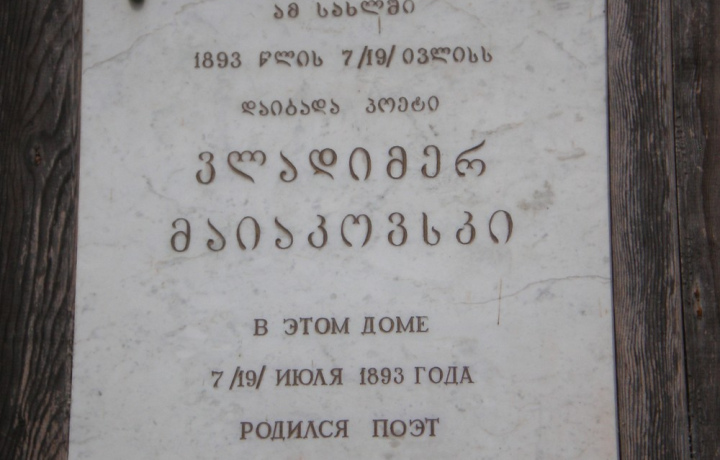 ამ სახლში
1893 წლის 7/19/ ივლისს
დაიბადა პოეტი
ვლადიმერ
მაიაკოვსკი
В ЭТОМ ДОМЕ
7/19/ ИЮЛЯ 1893 ГОДА
РОДИЛСЯ ПОЭТ